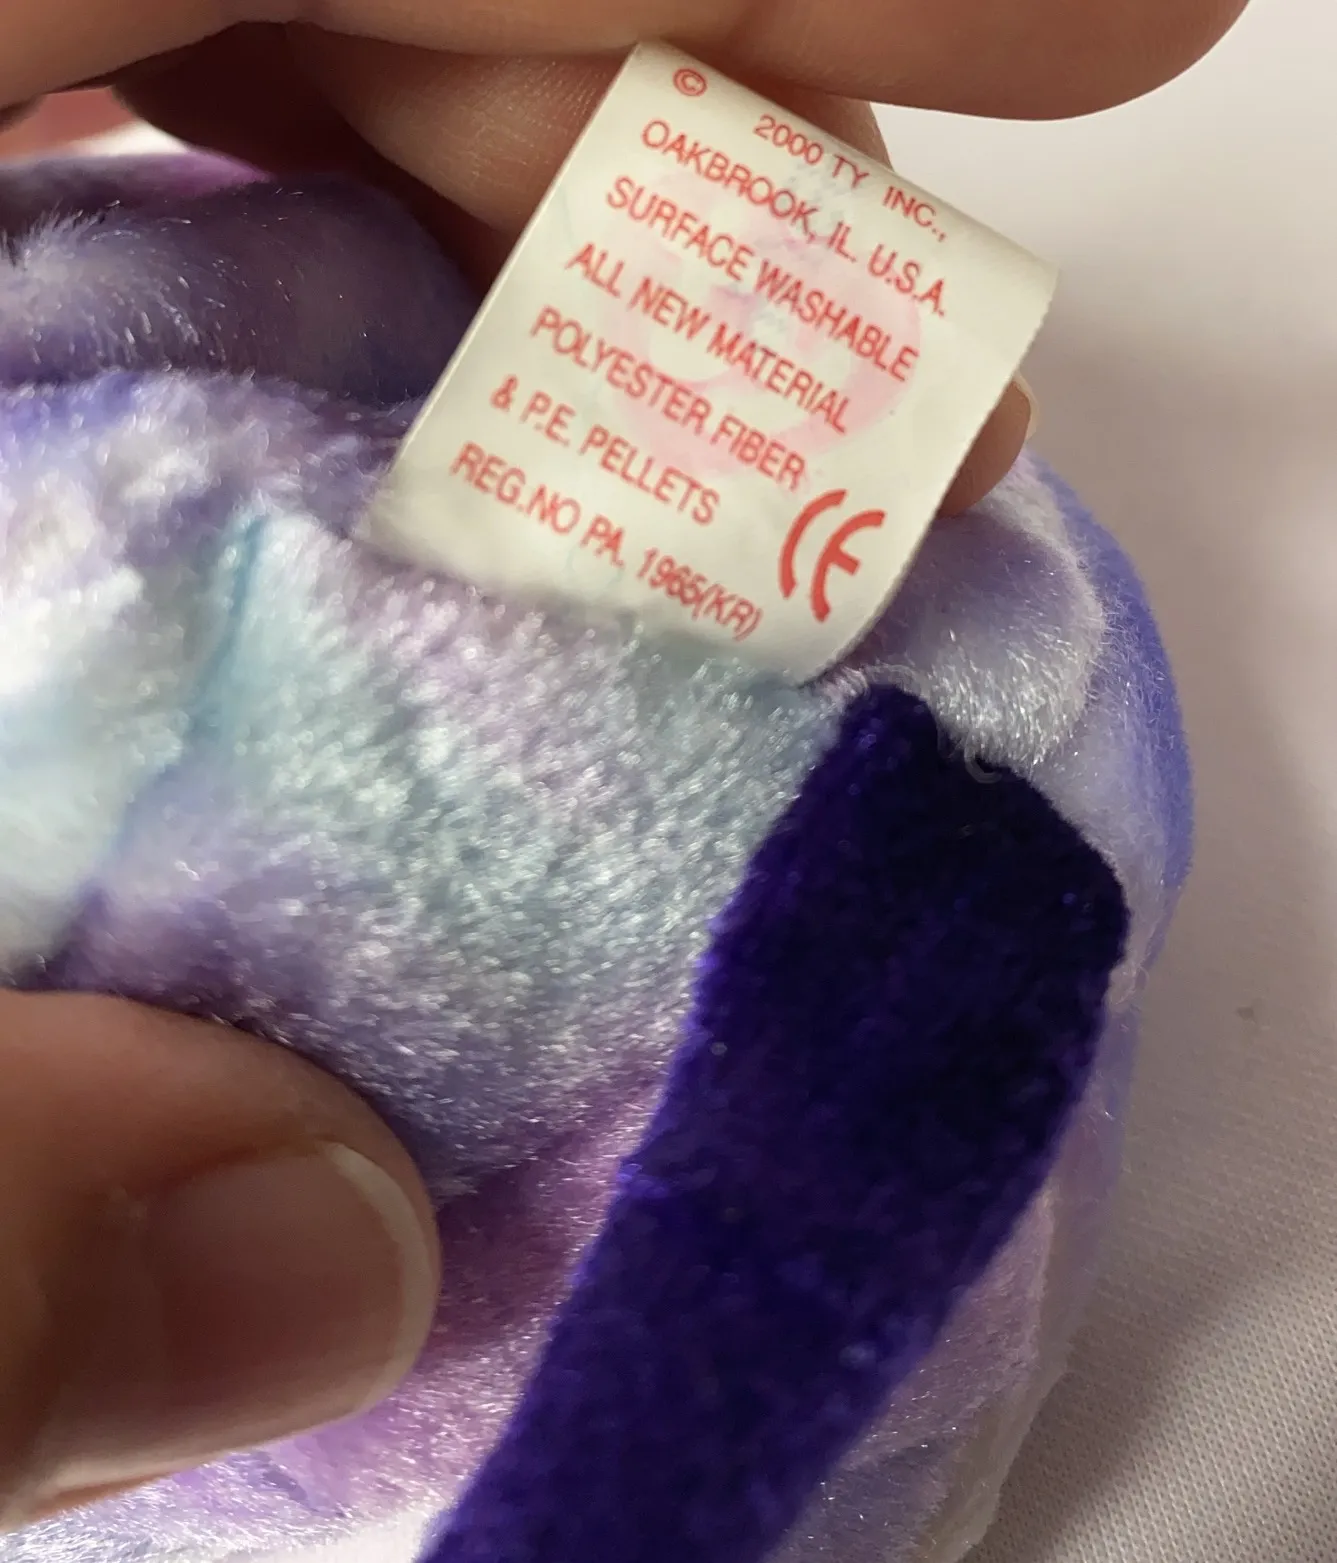 © 2000 TY INC.,
OAKBROOK, IL. U.S.A.
SURFACE WASHABLE
ALL NEW MATERIAL
POLYESTER FIBER
& P.E. PELLETS
REG.NO PA. 1965(KR)
CE